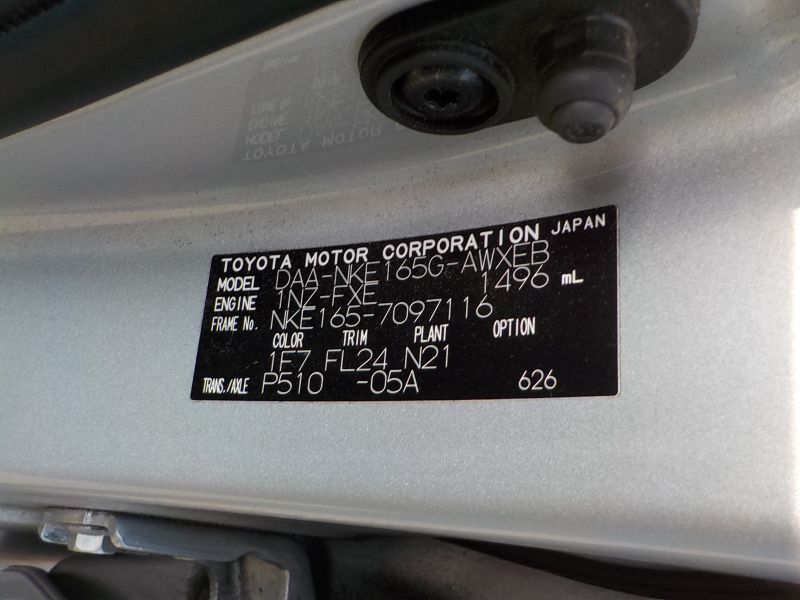 TOYOTA MOTOR CORPORATION JAPAN
MODEL DAA-NKE165G-AWXEB
ENGINE 1NZ-FXE 1496 mL
FRAME No. NKE165-7097116
COLOR TRIM PLANT OPTION
1F7 FL24 N21
TRANS./AXLE P510 -05A 626